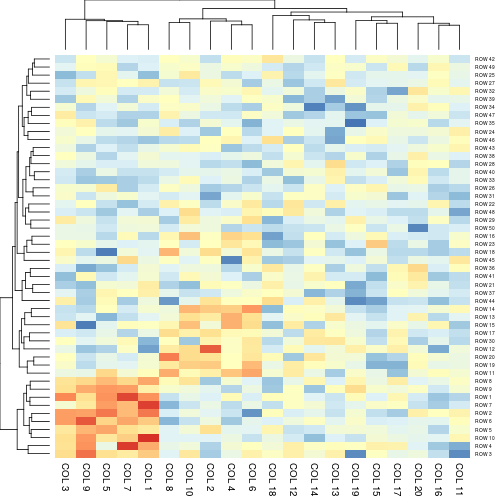 ROW 42
ROW 49
ROW 25
ROW 27
ROW 32
ROW 39
ROW 34
ROW 47
ROW 35
ROW 24
ROW 46
ROW 43
ROW 38
ROW 28
ROW 40
ROW 33
ROW 26
ROW 31
ROW 22
ROW 48
ROW 29
ROW 50
ROW 16
ROW 23
ROW 18
ROW 45
ROW 36
ROW 41
ROW 21
ROW 37
ROW 44
ROW 14
ROW 13
ROW 15
ROW 17
ROW 30
ROW 12
ROW 20
ROW 19
ROW 11
ROW 8
ROW 9
ROW 1
ROW 7
ROW 2
ROW 6
ROW 5
ROW 10
ROW 4
ROW 3
COL 3
COL 9
COL 5
COL 7
COL 1
COL 8
COL 10
COL 2
COL 4
COL 6
COL 18
COL 12
COL 14
COL 13
COL 19
COL 15
COL 17
COL 20
COL 16
COL 11